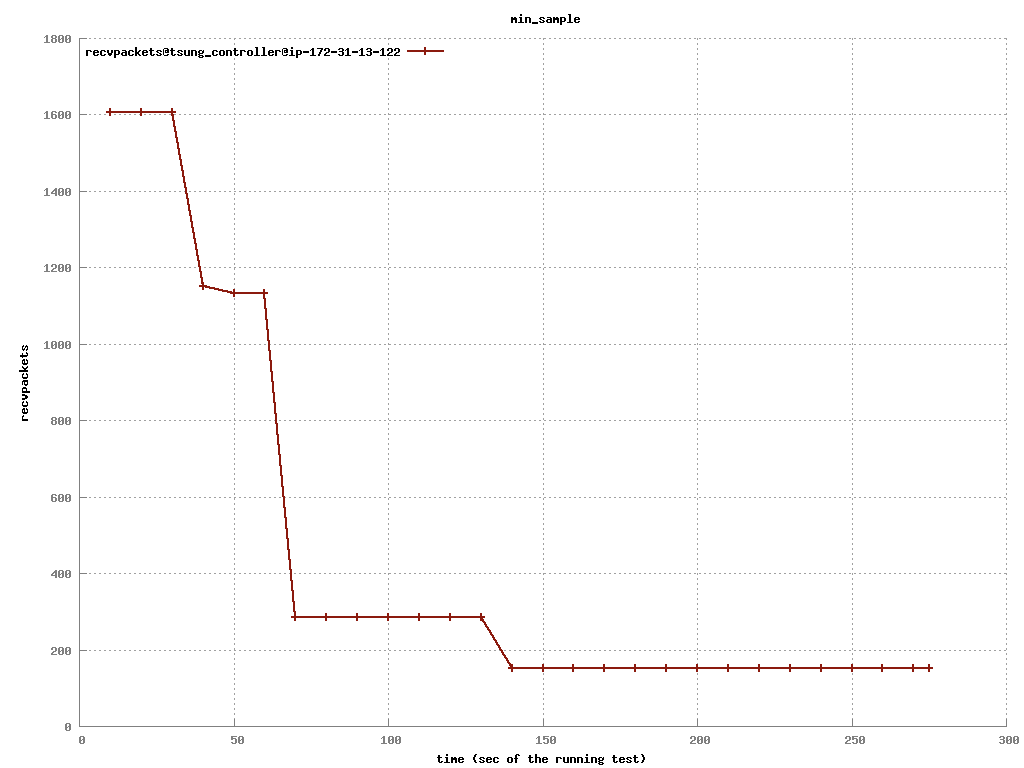 min_sample
recvpackets@tsung_controller@ip-172-31-13-122
1800
1600
1400
1200
1000
800
600
400
200
0
recvpackets
0 50 100 150 200 250 300
time (sec of the running test)